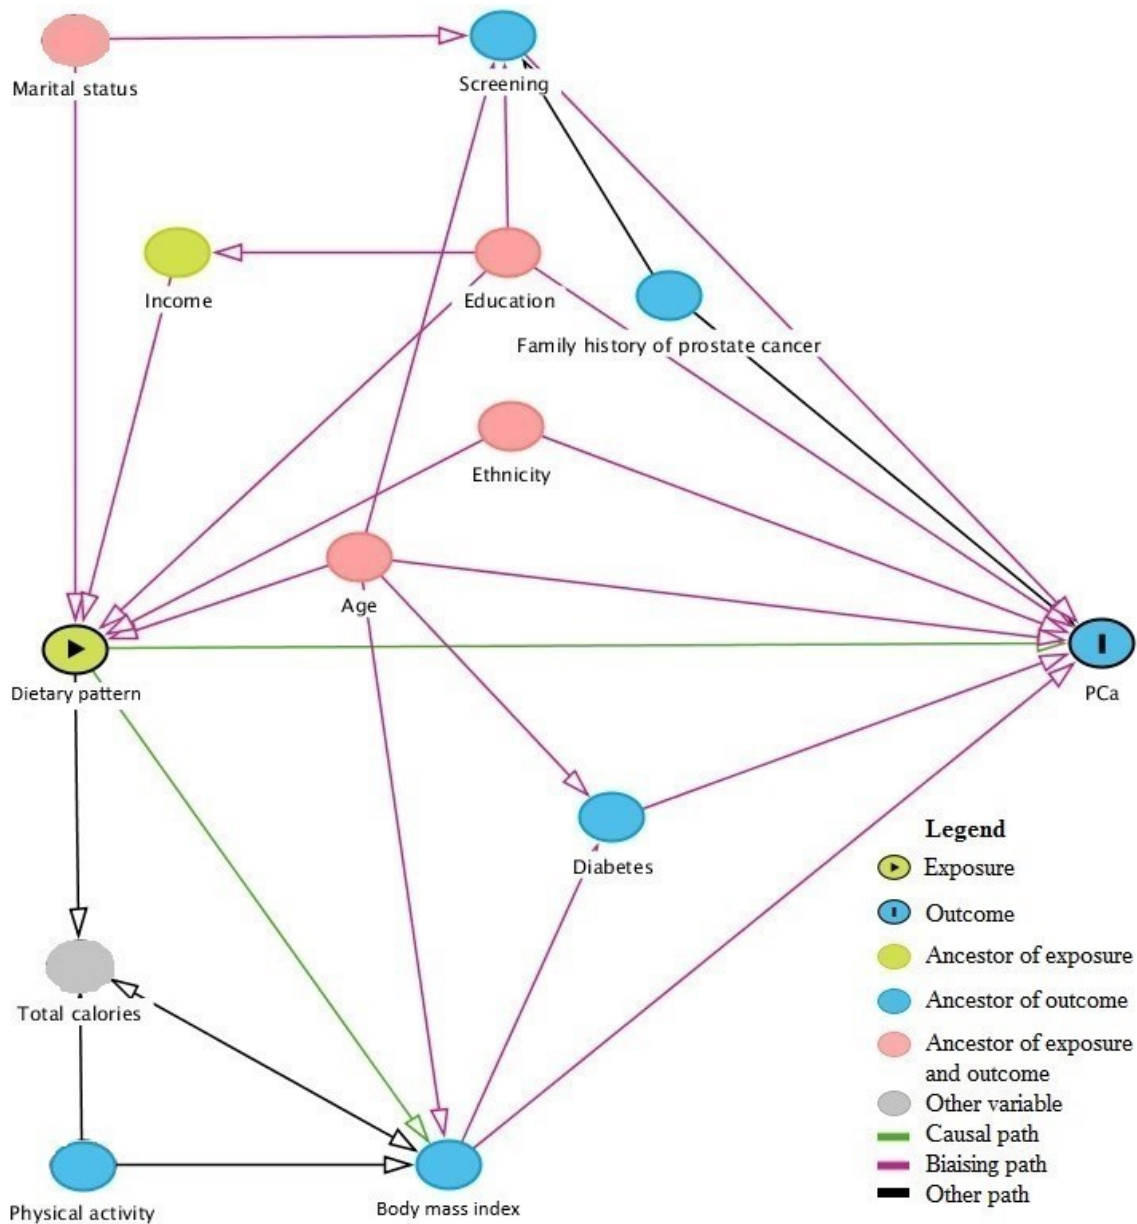 Marital status
Screening
Income
Education
Family history of prostate cancer
Ethnicity
Age
Dietary pattern
PCa
Diabetes
Total calories
Physical activity
Body mass index
Legend
Exposure
Outcome
Ancestor of exposure
Ancestor of outcome
Ancestor of exposure
and outcome
Other variable
Causal path
Biaising path
Other path